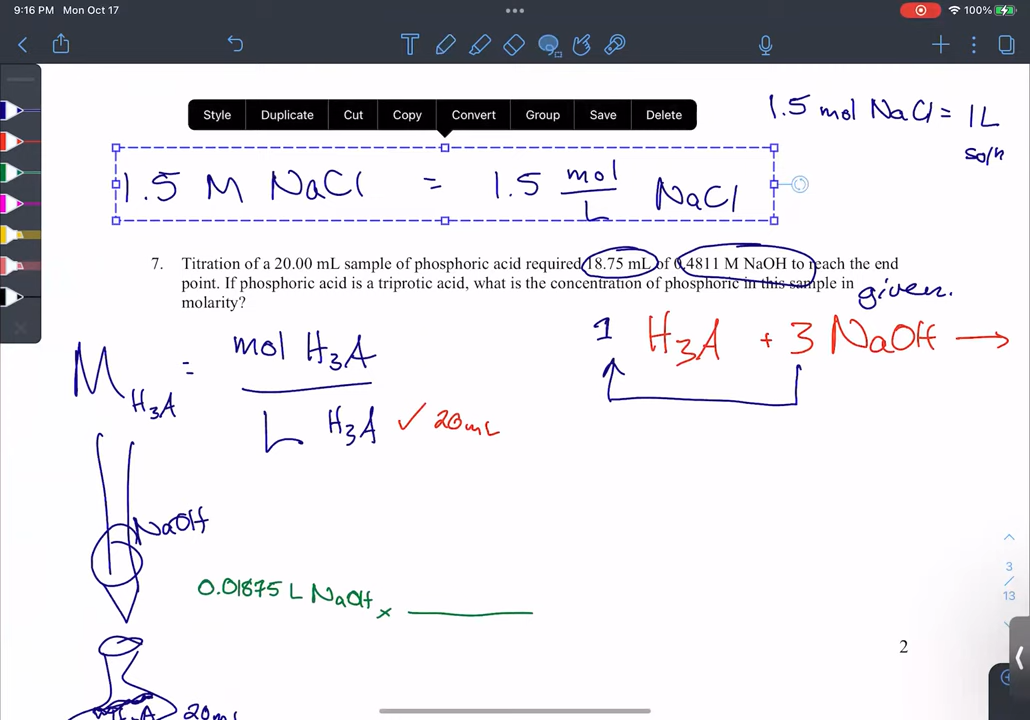 9:16 PM Mon Oct 17
100%
T
Style Duplicate Cut Copy Convert Group Save Delete
1.5 mol NaCl = 1L
soln
1.5 M NaCl = 1.5 mol/L NaCl
7. Titration of a 20.00 mL sample of phosphoric acid required 18.75 mL of 0.4811 M NaOH to reach the end
point. If phosphoric acid is a triprotic acid, what is the concentration of phosphoric in this sample in
molarity?
given.
1 H3A + 3 NaOH →
M H3A = mol H3A
L H3A ✓ 20mL
NaOH
0.01875 L NaOH ×
3
/
13
2
20mL